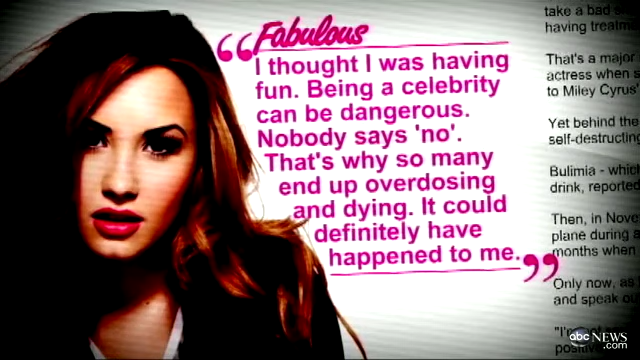 Fabulous
“I thought I was having
fun. Being a celebrity
can be dangerous.
Nobody says 'no'.
That's why so many
end up overdosing
and dying. It could
definitely have
happened to me.”
take a bad
having treatm
That's a major
actress when s
to Miley Cyrus'
Yet behind the
self-destructing
Bulimia - which
drink, reported
Then, in Nove
plane during a
months when
Only now, as
and speak ou
abc NEWS
.com